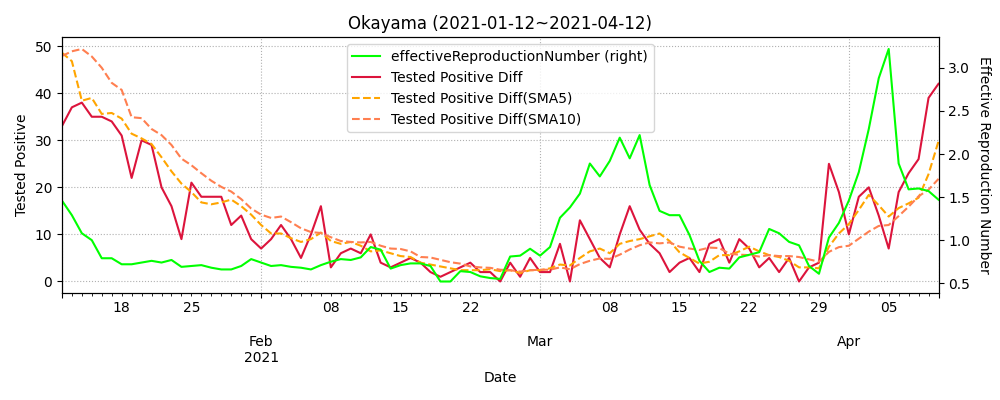 Okayama (2021-01-12~2021-04-12)
effectiveReproductionNumber (right)
Tested Positive Diff
Tested Positive Diff(SMA5)
Tested Positive Diff(SMA10)
Tested Positive
50
40
30
20
10
0
3.0
2.5
2.0
1.5
1.0
0.5
Effective Reproduction Number
18 25 08 15 22 08 15 22 29 05
Feb Mar Apr
2021
Date